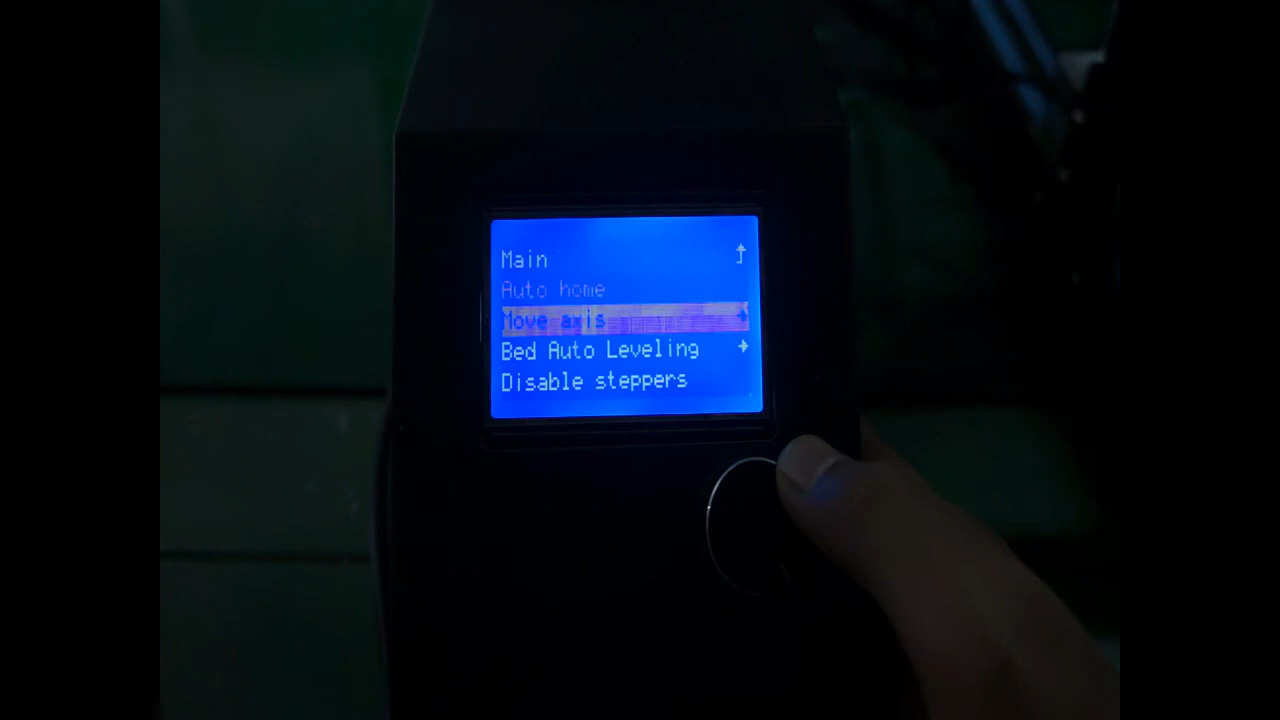 Main
Auto home
Move axis
Bed Auto Leveling
Disable steppers